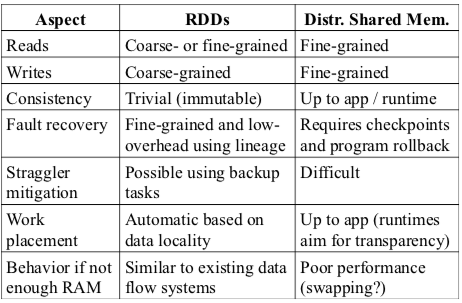 Aspect RDDs Distr. Shared Mem.
Reads Coarse- or fine-grained Fine-grained
Writes Coarse-grained Fine-grained
Consistency Trivial (immutable) Up to app / runtime
Fault recovery Fine-grained and low- Requires checkpoints
overhead using lineage and program rollback
Straggler Possible using backup Difficult
mitigation tasks
Work Automatic based on Up to app (runtimes
placement data locality aim for transparency)
Behavior if not Similar to existing data Poor performance
enough RAM flow systems (swapping?)